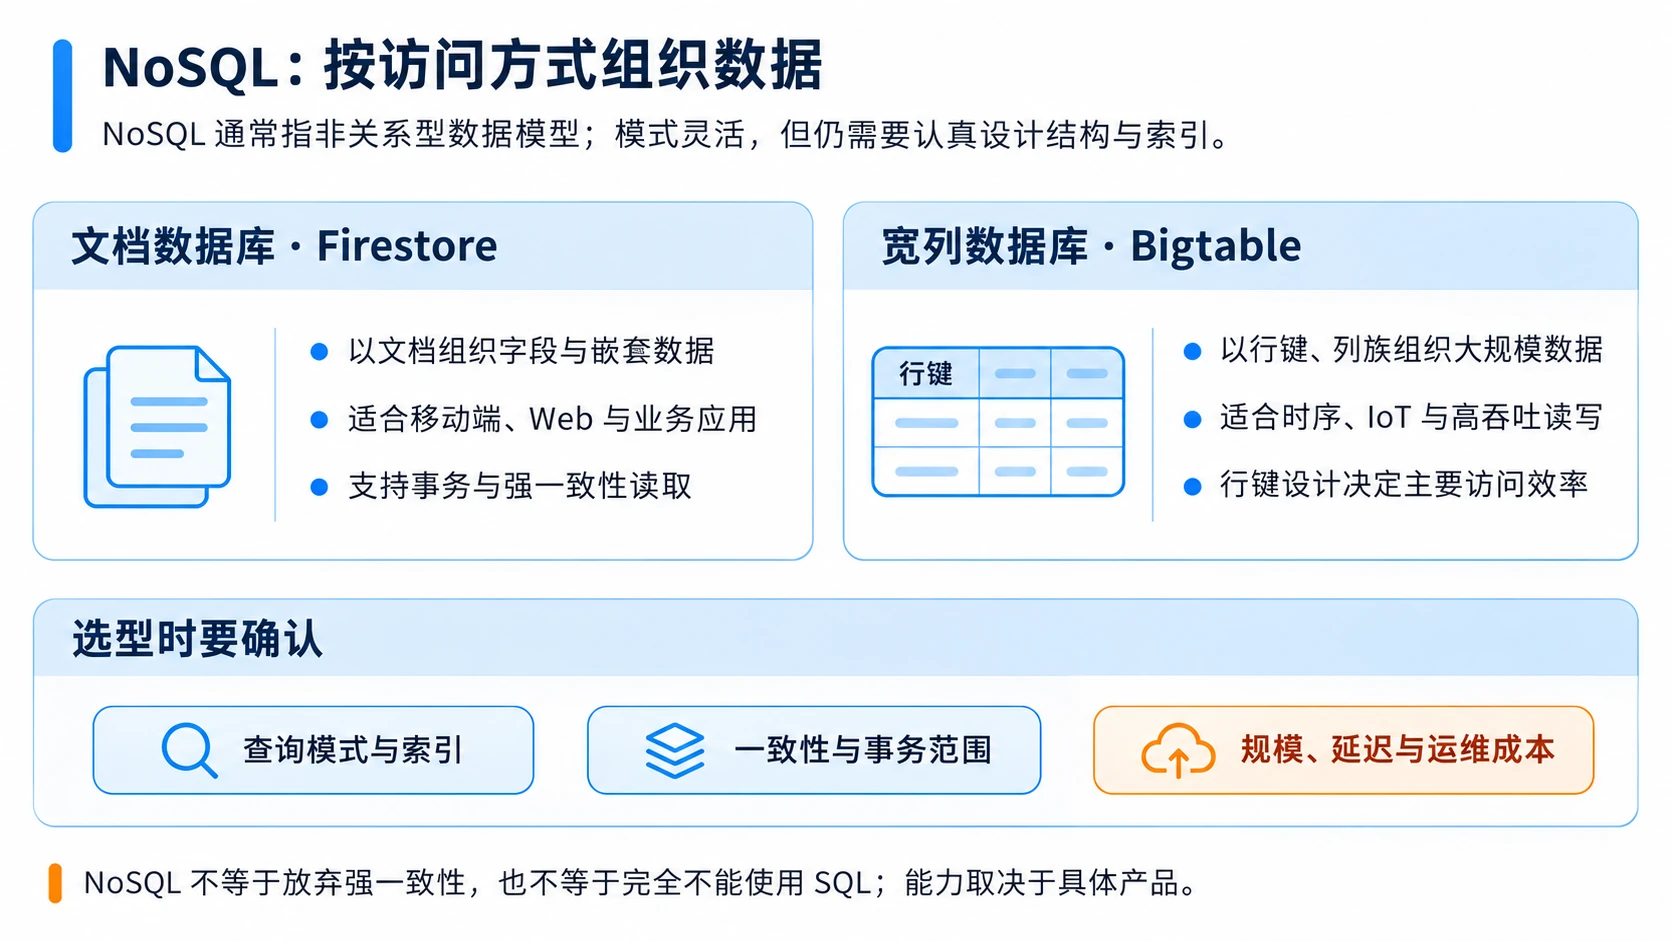 NoSQL：按访问方式组织数据
NoSQL 通常指非关系型数据模型；模式灵活，但仍需要认真设计结构与索引。
文档数据库 · Firestore
以文档组织字段与嵌套数据
适合移动端、Web 与业务应用
支持事务与强一致性读取
宽列数据库 · Bigtable
行键
以行键、列族组织大规模数据
适合时序、IoT 与高吞吐读写
行键设计决定主要访问效率
选型时要确认
查询模式与索引
一致性与事务范围
规模、延迟与运维成本
NoSQL 不等于放弃强一致性，也不等于完全不能使用 SQL；能力取决于具体产品。